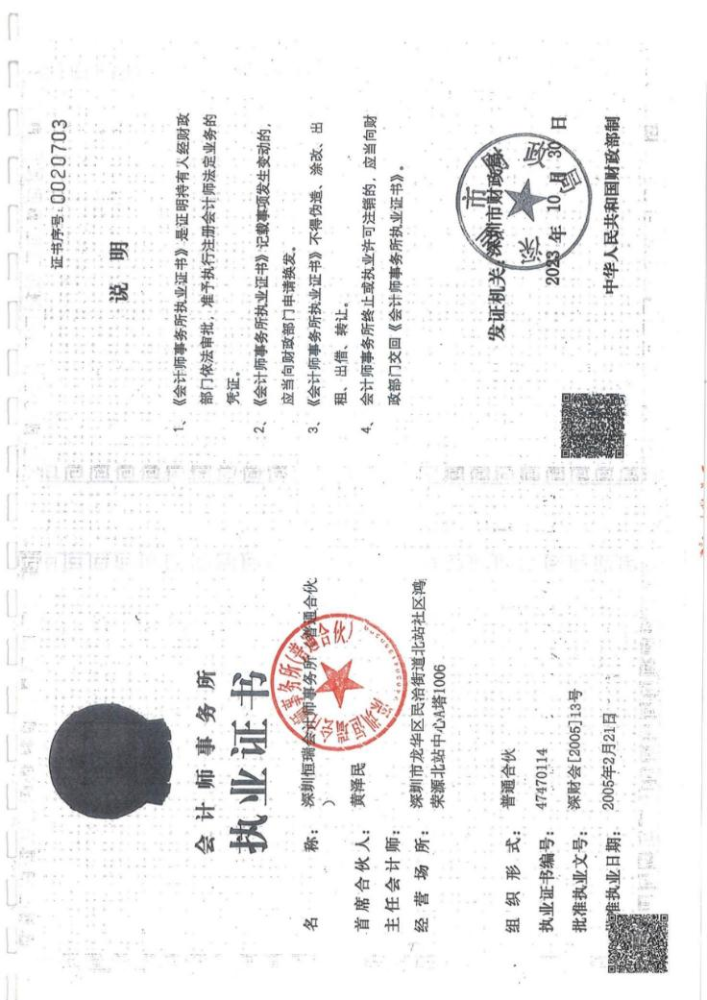 会计师事务所
执业证书
名 称： 深圳恒瑞会计师事务所（普通合伙
）
首席合伙人： 黄泽民
主任会计师：
经 营 场 所： 深圳市龙华区民治街道北站社区鸿
荣源北站中心A塔1006
组 织 形 式： 普通合伙
执业证书编号： 47470114
批准执业文号： 深财会[2005]13号
准执业日期： 2005年2月21日
证书序号：0020703
说 明
1、 《会计师事务所执业证书》是证明持有人经财政
部门依法审批，准予执行注册会计师法定业务的
凭证。
2、 《会计师事务所执业证书》记载事项发生变动的，
应当向财政部门申请换发。
3、 《会计师事务所执业证书》不得伪造、涂改、出
租、出借、转让。
4、 会计师事务所终止或执业许可注销的，应当向财
政部门交回《会计师事务所执业证书》。
发证机关：深圳市财政局
2023 年 10 月 30 日
中华人民共和国财政部制